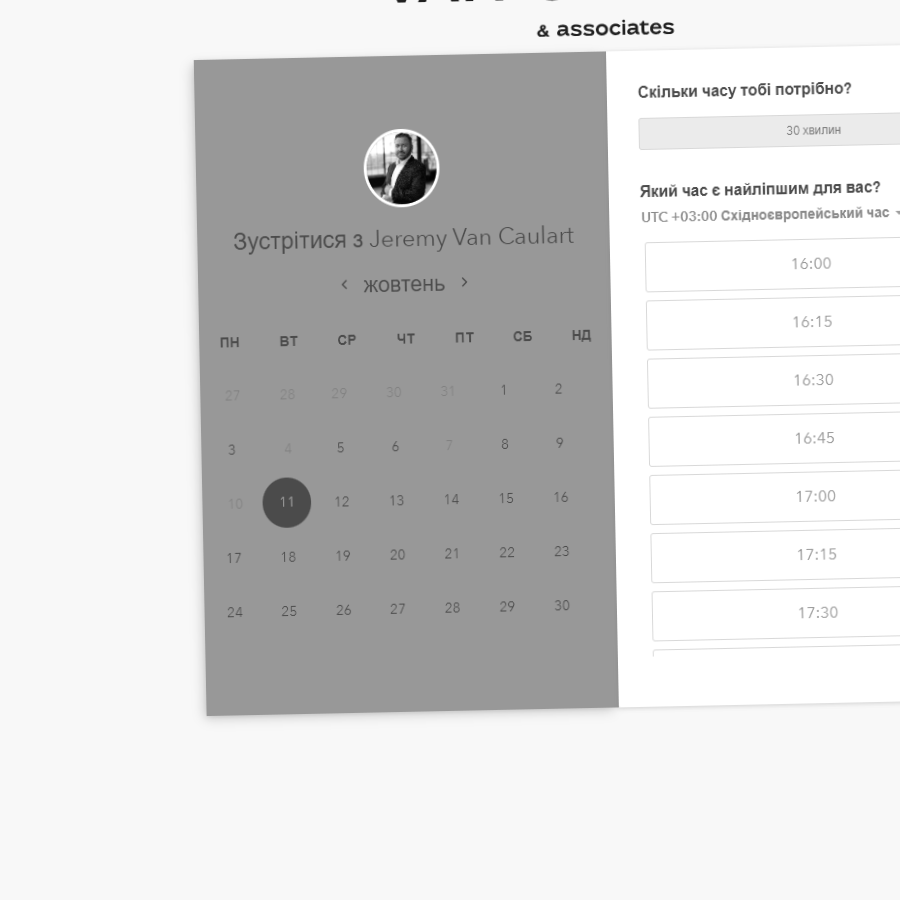 & associates
Зустрітися з Jeremy Van Caulart
жовтень
ПН ВТ СР ЧТ ПТ СБ НД
27 28 29 30 31 1 2
3 4 5 6 7 8 9
10 11 12 13 14 15 16
17 18 19 20 21 22 23
24 25 26 27 28 29 30
Скільки часу тобі потрібно?
30 хвилин
Який час є найліпшим для вас?
UTC +03:00 Східноєвропейський час
16:00
16:15
16:30
16:45
17:00
17:15
17:30